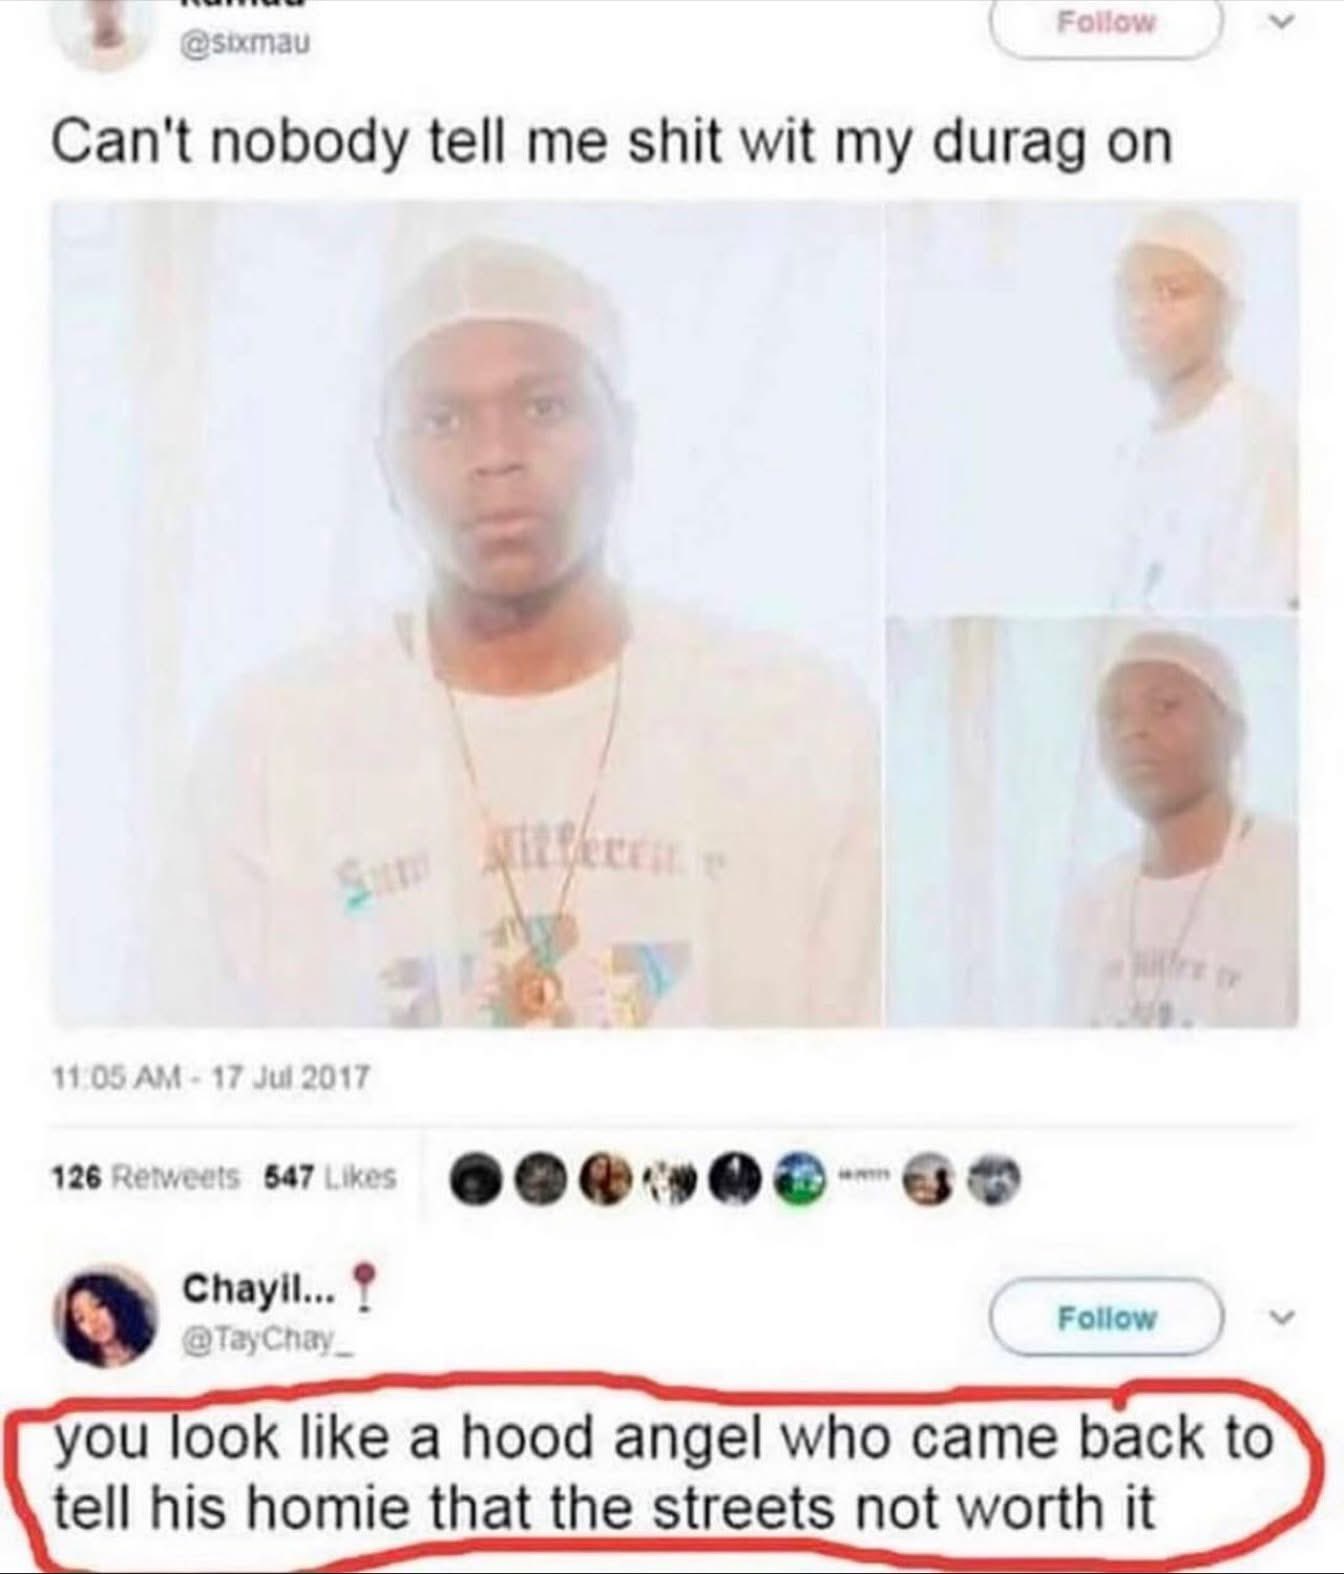 @sixmau
Follow
Can't nobody tell me shit wit my durag on
11:05 AM - 17 Jul 2017
126 Retweets 547 Likes
Chayil...
@TayChay_
Follow
you look like a hood angel who came back to
tell his homie that the streets not worth it